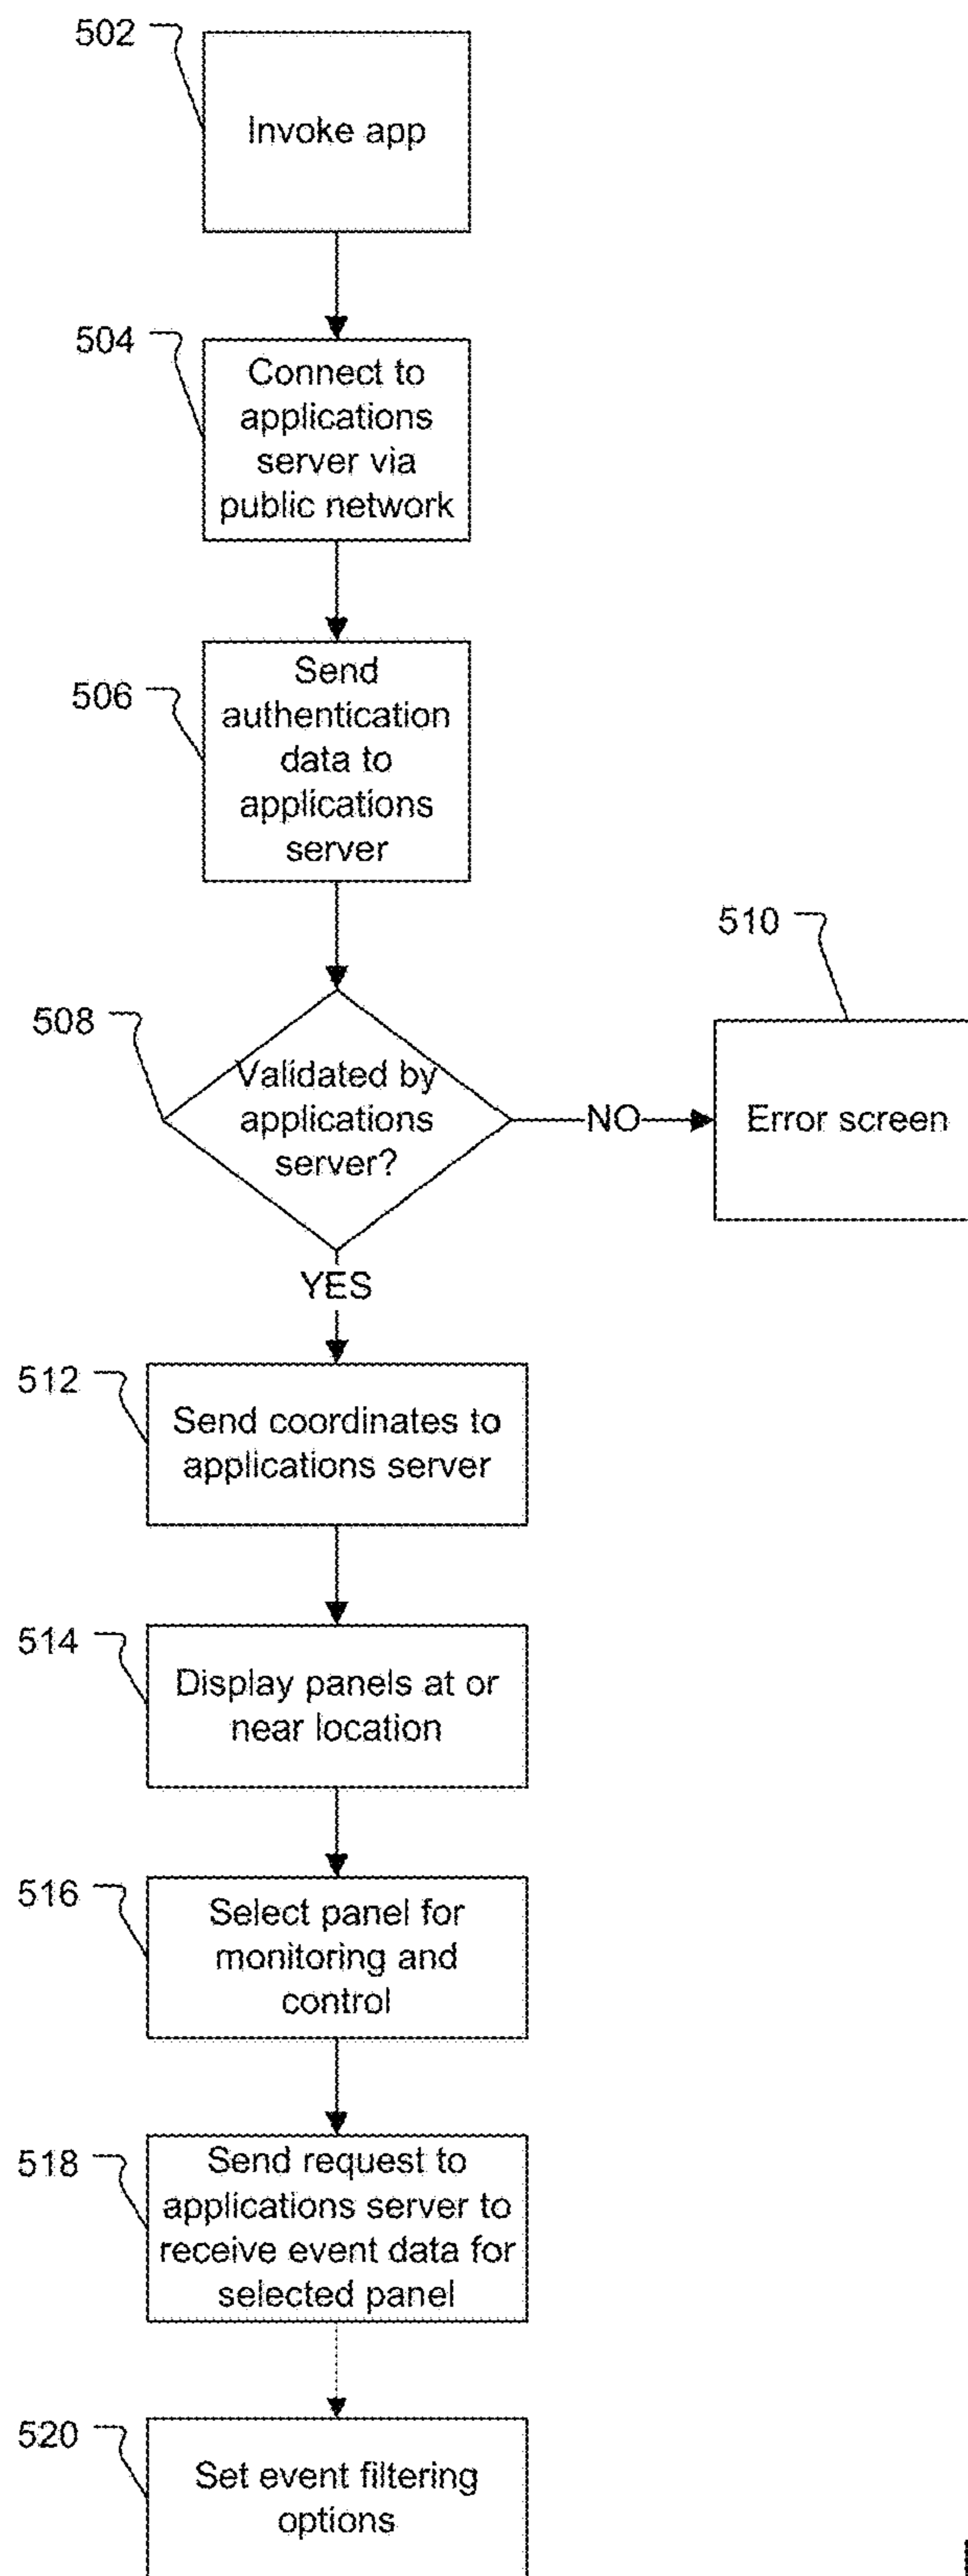 502
Invoke app
504
Connect to
applications
server via
public network
506
Send
authentication
data to
applications
server
508
Validated by
applications
server?
NO
510
Error screen
YES
512
Send coordinates to
applications server
514
Display panels at or
near location
516
Select panel for
monitoring and
control
518
Send request to
applications server to
receive event data for
selected panel
520
Set event filtering
options